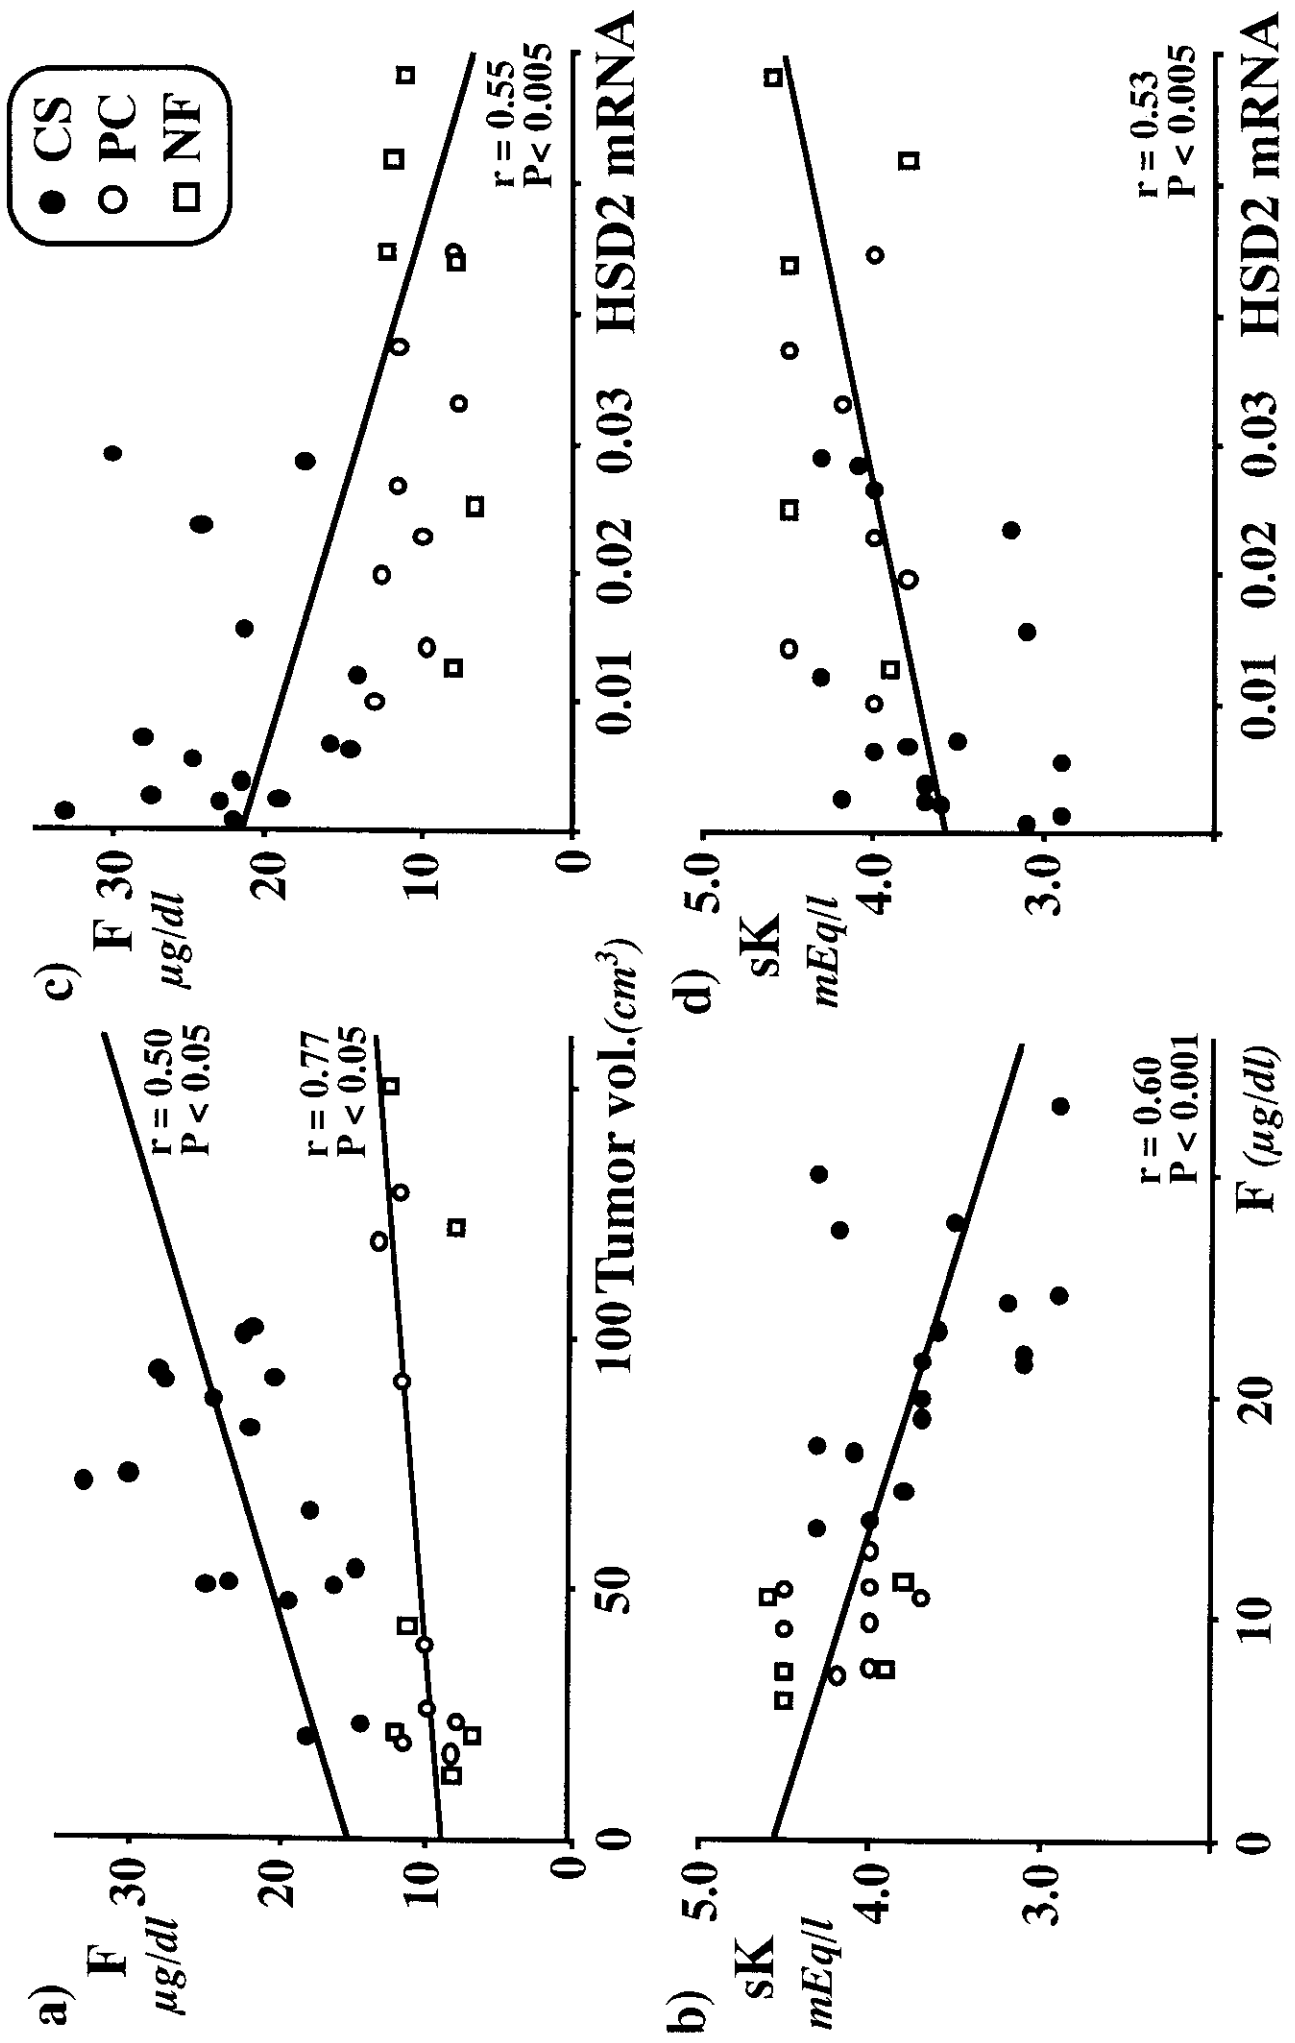 a)
F
µg/dl
30
20
10
0
r = 0.50
P < 0.05
r = 0.77
P < 0.05
0 50 100 Tumor vol.(cm³)
c)
F 30
µg/dl
20
10
0
● CS
○ PC
□ NF
r = 0.55
P< 0.005
0.01 0.02 0.03 HSD2 mRNA
b)
sK
mEq/l
5.0
4.0
3.0
r = 0.60
P < 0.001
0 10 20 F (µg/dl)
d)
sK
mEq/l
5.0
4.0
3.0
r = 0.53
P < 0.005
0.01 0.02 0.03 HSD2 mRNA